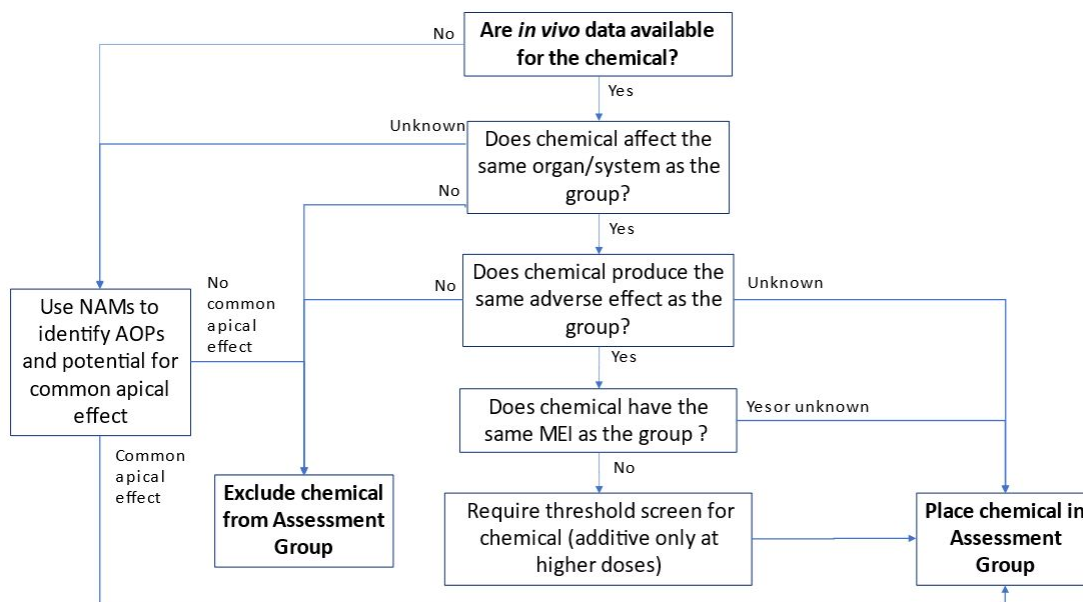 No
Are in vivo data available
for the chemical?
Yes
Unknown
Does chemical affect the
same organ/system as the
group?
No
Yes
Does chemical produce the
same adverse effect as the
group?
No
Unknown
Use NAMs to
identify AOPs
and potential for
common apical
effect
No
common
apical
effect
Yes
Does chemical have the
same MEI as the group ?
Yesor unknown
Common
apical
effect
No
Exclude chemical
from Assessment
Group
Require threshold screen for
chemical (additive only at
higher doses)
Place chemical in
Assessment
Group